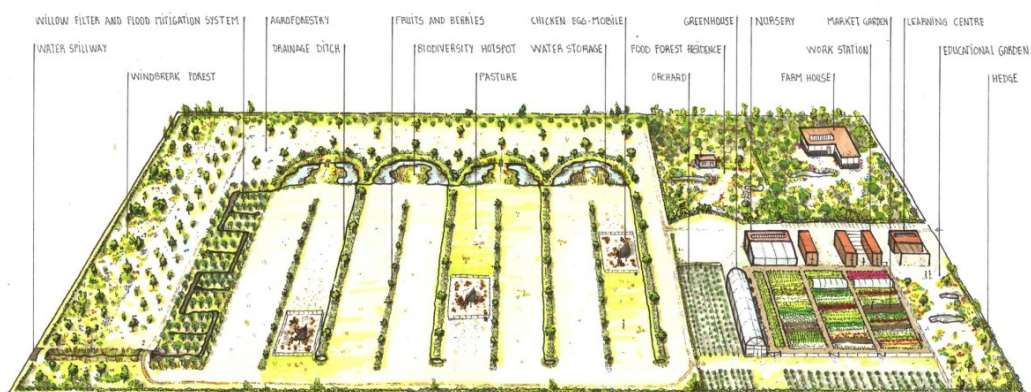 WILLOW FILTER AND FLOOD MITIGATION SYSTEM
AGROFORESTRY
FRUITS AND BERRIES
CHICKEN EGG-MOBILE
GREENHOUSE
NURSERY
MARKET GARDEN
LEARNING CENTRE
WATER SPILLWAY
DRAINAGE DITCH
BIODIVERSITY HOTSPOT
WATER STORAGE
FOOD FOREST RESIDENCE
WORK STATION
EDUCATIONAL GARDEN
WINDBREAK FOREST
PASTURE
ORCHARD
FARM HOUSE
HEDGE